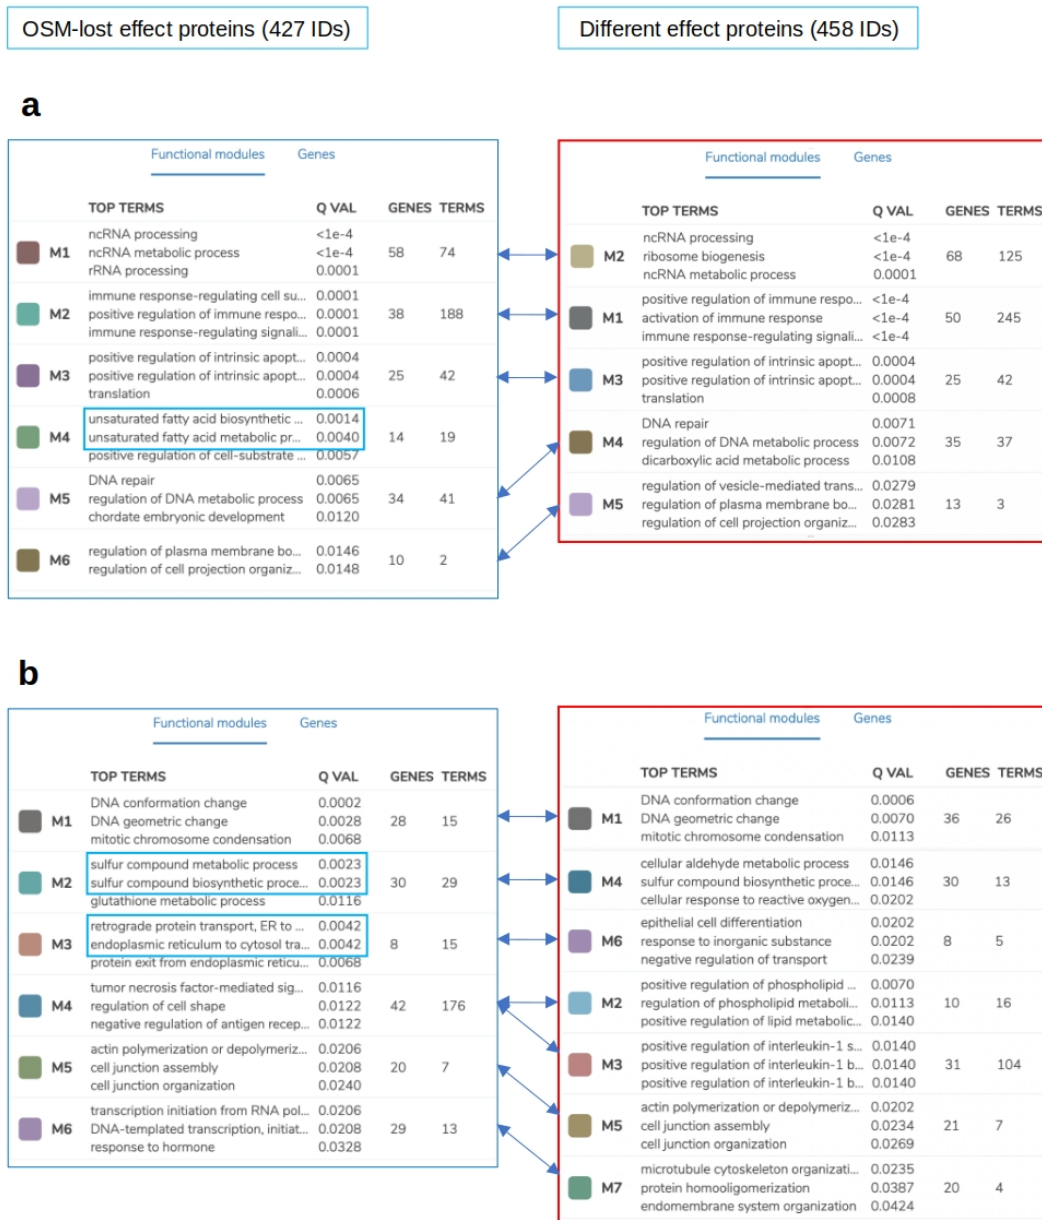 OSM-lost effect proteins (427 IDs)
Different effect proteins (458 IDs)
a
Functional modules Genes
TOP TERMS Q VAL GENES TERMS
ncRNA processing <1e-4
M1 ncRNA metabolic process <1e-4 58 74
rRNA processing 0.0001
immune response-regulating cell su... 0.0001
M2 positive regulation of immune respo... 0.0001 38 188
immune response-regulating signali... 0.0001
positive regulation of intrinsic apopt... 0.0004
M3 positive regulation of intrinsic apopt... 0.0004 25 42
translation 0.0006
unsaturated fatty acid biosynthetic ... 0.0014
M4 unsaturated fatty acid metabolic pr... 0.0040 14 19
positive regulation of cell-substrate ... 0.0057
DNA repair 0.0065
M5 regulation of DNA metabolic process 0.0065 34 41
chordate embryonic development 0.0120
regulation of plasma membrane bo... 0.0146
M6 10 2
regulation of cell projection organiz... 0.0148
Functional modules Genes
TOP TERMS Q VAL GENES TERMS
ncRNA processing <1e-4
M2 ribosome biogenesis <1e-4 68 125
ncRNA metabolic process 0.0001
positive regulation of immune respo... <1e-4
M1 activation of immune response <1e-4 50 245
immune response-regulating signali... <1e-4
positive regulation of intrinsic apopt... 0.0004
M3 positive regulation of intrinsic apopt... 0.0004 25 42
translation 0.0008
DNA repair 0.0071
M4 regulation of DNA metabolic process 0.0072 35 37
dicarboxylic acid metabolic process 0.0108
regulation of vesicle-mediated trans... 0.0279
M5 regulation of plasma membrane bo... 0.0281 13 3
regulation of cell projection organiz... 0.0283
b
Functional modules Genes
TOP TERMS Q VAL GENES TERMS
DNA conformation change 0.0002
M1 DNA geometric change 0.0028 28 15
mitotic chromosome condensation 0.0068
sulfur compound metabolic process 0.0023
M2 sulfur compound biosynthetic proce... 0.0023 30 29
glutathione metabolic process 0.0116
retrograde protein transport, ER to ... 0.0042
M3 endoplasmic reticulum to cytosol tra... 0.0042 8 15
protein exit from endoplasmic reticu... 0.0068
tumor necrosis factor-mediated sig... 0.0116
M4 regulation of cell shape 0.0122 42 176
negative regulation of antigen recep... 0.0122
actin polymerization or depolymeriz... 0.0206
M5 cell junction assembly 0.0208 20 7
cell junction organization 0.0240
transcription initiation from RNA pol... 0.0206
M6 DNA-templated transcription, initiat... 0.0208 29 13
response to hormone 0.0328
Functional modules Genes
TOP TERMS Q VAL GENES TERMS
DNA conformation change 0.0006
M1 DNA geometric change 0.0070 36 26
mitotic chromosome condensation 0.0113
cellular aldehyde metabolic process 0.0146
M4 sulfur compound biosynthetic proce... 0.0146 30 13
cellular response to reactive oxygen... 0.0202
epithelial cell differentiation 0.0202
M6 response to inorganic substance 0.0202 8 5
negative regulation of transport 0.0239
positive regulation of phospholipid ... 0.0070
M2 regulation of phospholipid metaboli... 0.0113 10 16
positive regulation of lipid metabolic... 0.0140
positive regulation of interleukin-1 s... 0.0140
M3 positive regulation of interleukin-1 b... 0.0140 31 104
positive regulation of interleukin-1 b... 0.0140
actin polymerization or depolymeriz... 0.0202
M5 cell junction assembly 0.0234 21 7
cell junction organization 0.0269
microtubule cytoskeleton organizati... 0.0235
M7 protein homooligomerization 0.0387 20 4
endomembrane system organization 0.0424